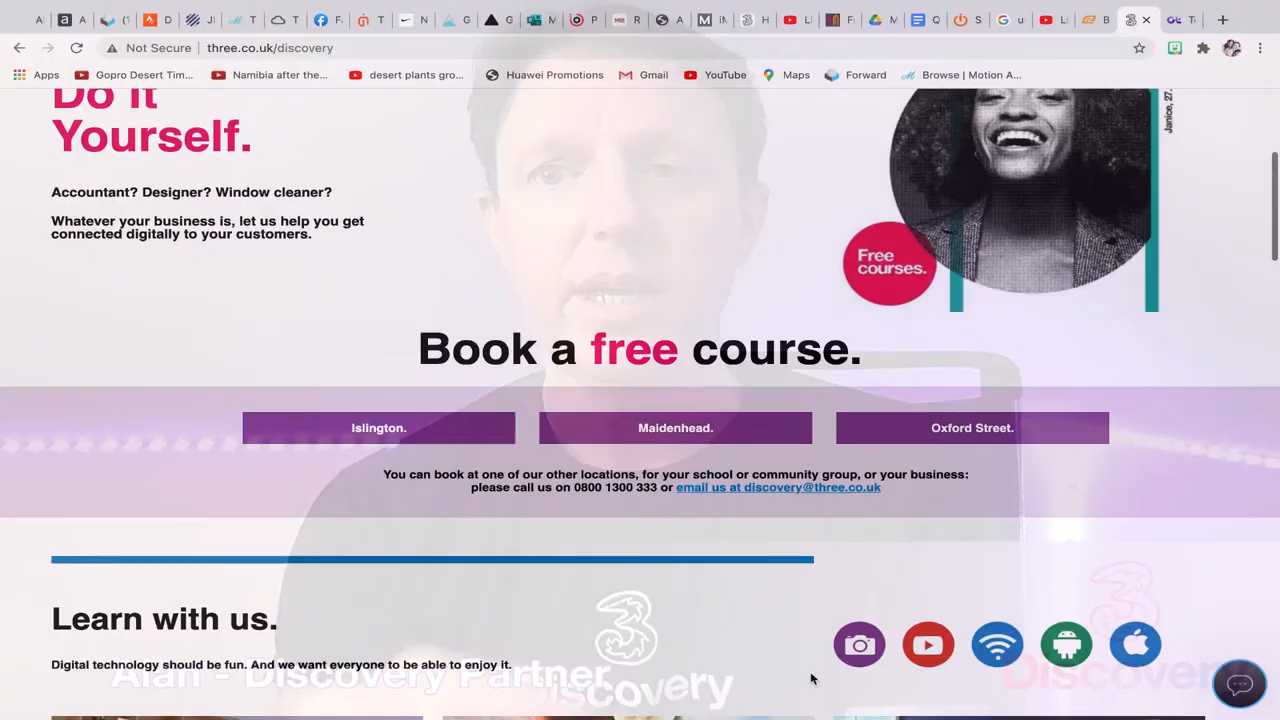 Not Secure | three.co.uk/discovery
Apps
Gopro Desert Tim...
Namibia after the...
desert plants gro...
Huawei Promotions
Gmail
YouTube
Maps
Forward
Browse | Motion A...
Do it
Yourself.
Accountant? Designer? Window cleaner?
Whatever your business is, let us help you get
connected digitally to your customers.
Free
courses.
Janice, 27.
Book a free course.
Islington.
Maidenhead.
Oxford Street.
You can book at one of our other locations, for your school or community group, or your business:
please call us on 0800 1300 333 or email us at discovery@three.co.uk
Learn with us.
Digital technology should be fun. And we want everyone to be able to enjoy it.
Alan - Discovery Partner
3
Discovery
3
Discovery